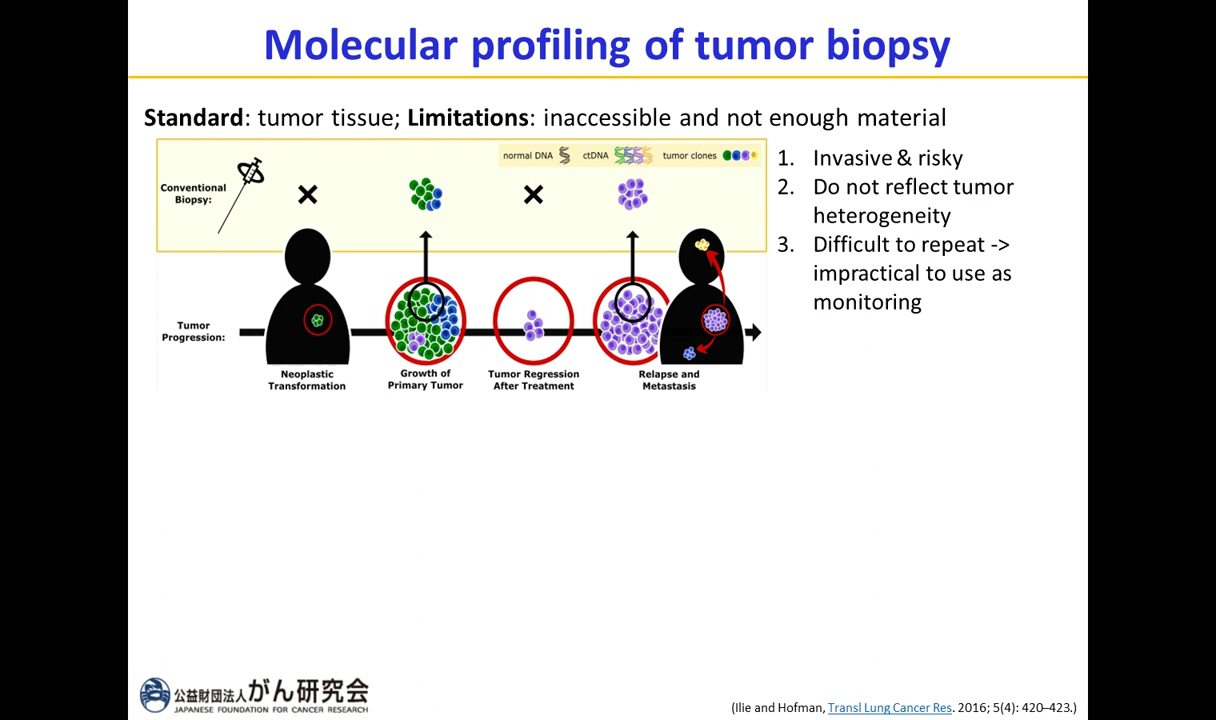 Molecular profiling of tumor biopsy
Standard: tumor tissue; Limitations: inaccessible and not enough material
normal DNA
ctDNA
tumor clones
Conventional
Biopsy:
Tumor
Progression:
Neoplastic
Transformation
Growth of
Primary Tumor
Tumor Regression
After Treatment
Relapse and
Metastasis
1. Invasive & risky
2. Do not reflect tumor
heterogeneity
3. Difficult to repeat ->
impractical to use as
monitoring
公益財団法人がん研究会
JAPANESE FOUNDATION FOR CANCER RESEARCH
(Ilie and Hofman, Transl Lung Cancer Res. 2016; 5(4): 420–423.)